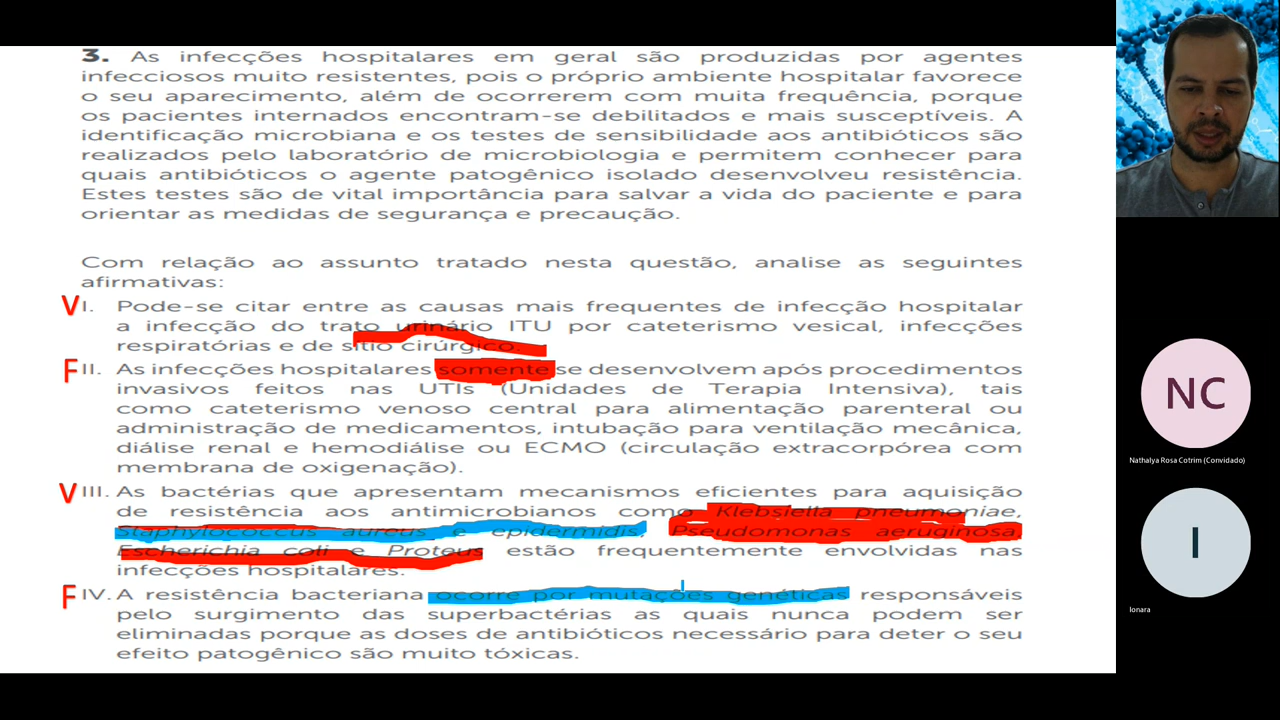 3. As infecções hospitalares em geral são produzidas por agentes
infecciosos muito resistentes, pois o próprio ambiente hospitalar favorece
o seu aparecimento, além de ocorrerem com muita frequência, porque
os pacientes internados encontram-se debilitados e mais susceptíveis. A
identificação microbiana e os testes de sensibilidade aos antibióticos são
realizados pelo laboratório de microbiologia e permitem conhecer para
quais antibióticos o agente patogênico isolado desenvolveu resistência.
Estes testes são de vital importância para salvar a vida do paciente e para
orientar as medidas de segurança e precaução.
Com relação ao assunto tratado nesta questão, analise as seguintes
afirmativas:
V I. Pode-se citar entre as causas mais frequentes de infecção hospitalar
a infecção do trato urinário ITU por cateterismo vesical, infecções
respiratórias e de sítio cirúrgico.
F II. As infecções hospitalares somente se desenvolvem após procedimentos
invasivos feitos nas UTIs (Unidades de Terapia Intensiva), tais
como cateterismo venoso central para alimentação parenteral ou
administração de medicamentos, intubação para ventilação mecânica,
diálise renal e hemodiálise ou ECMO (circulação extracorpórea com
membrana de oxigenação).
V III. As bactérias que apresentam mecanismos eficientes para aquisição
de resistência aos antimicrobianos como Klebsiella pneumoniae,
Staphylococcus aureus e epidermidis, Pseudomonas aeruginosa,
Escherichia coli e Proteus estão frequentemente envolvidas nas
infecções hospitalares.
F IV. A resistência bacteriana ocorre por mutações genéticas responsáveis
pelo surgimento das superbactérias as quais nunca podem ser
eliminadas porque as doses de antibióticos necessário para deter o seu
efeito patogênico são muito tóxicas.
NC
Nathalya Rosa Cotrim (Convidado)
I
Ionara